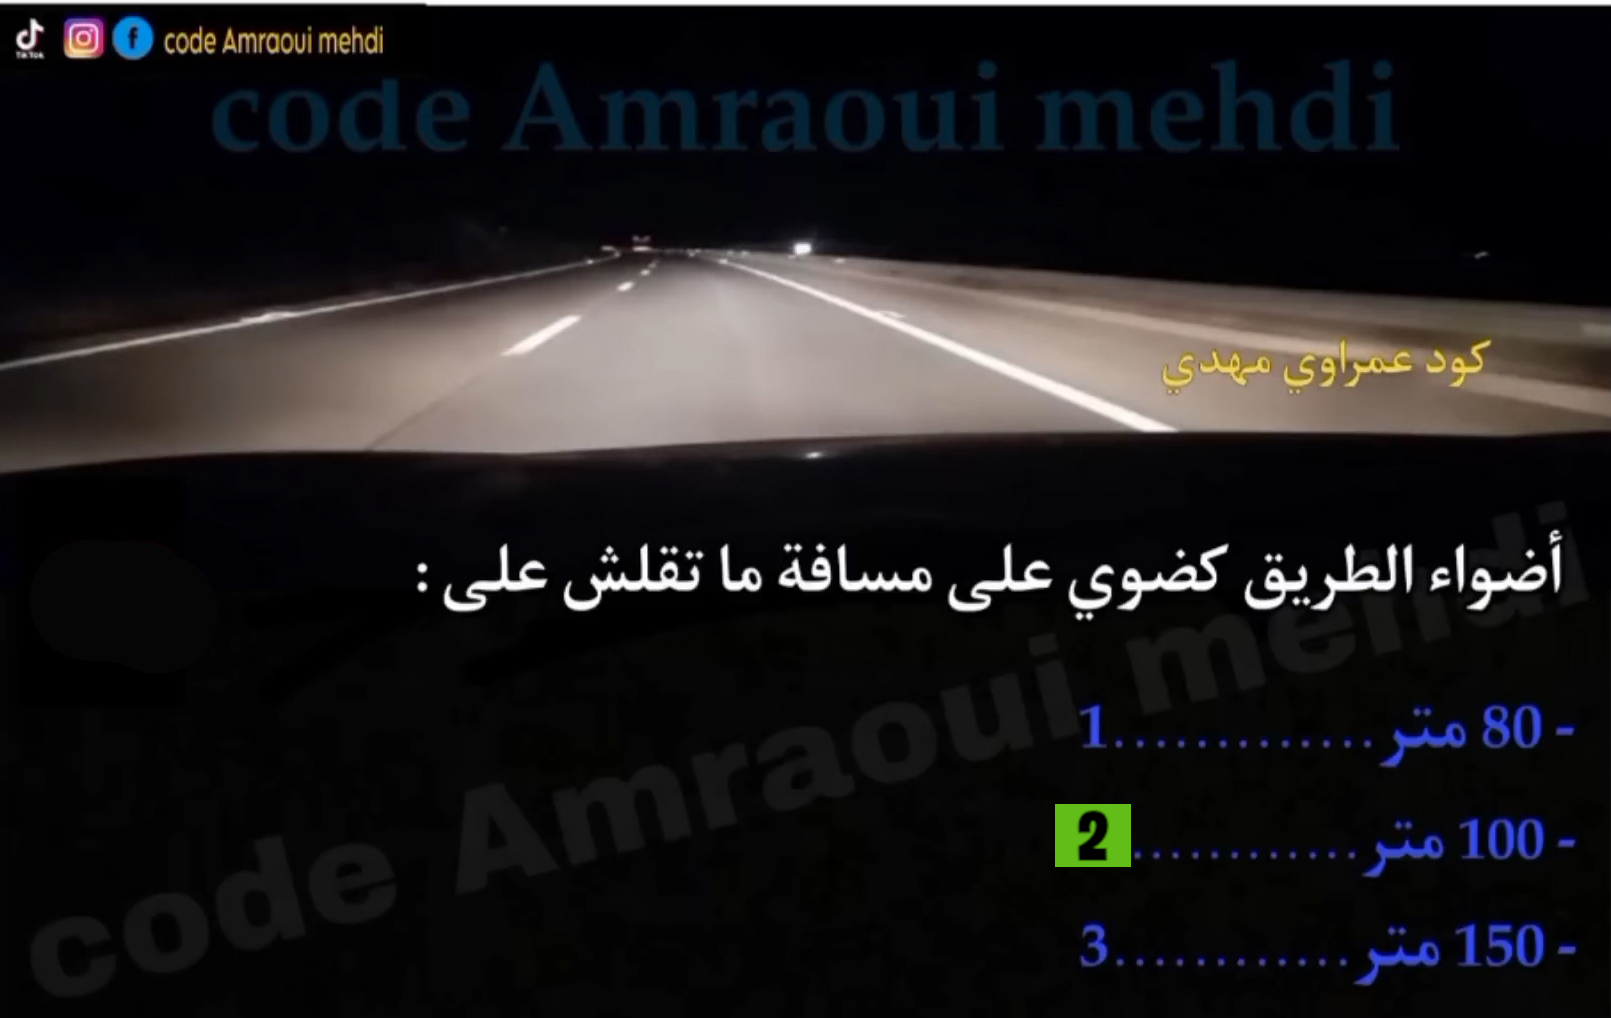 code Amraoui mehdi
code Amraoui mehdi
كود عمراوي مهدي
أضواء الطريق كضوي على مسافة ما تقلش على :
- 80 متر.............1
- 100 متر............2
- 150 متر............3
code Amraoui mehdi